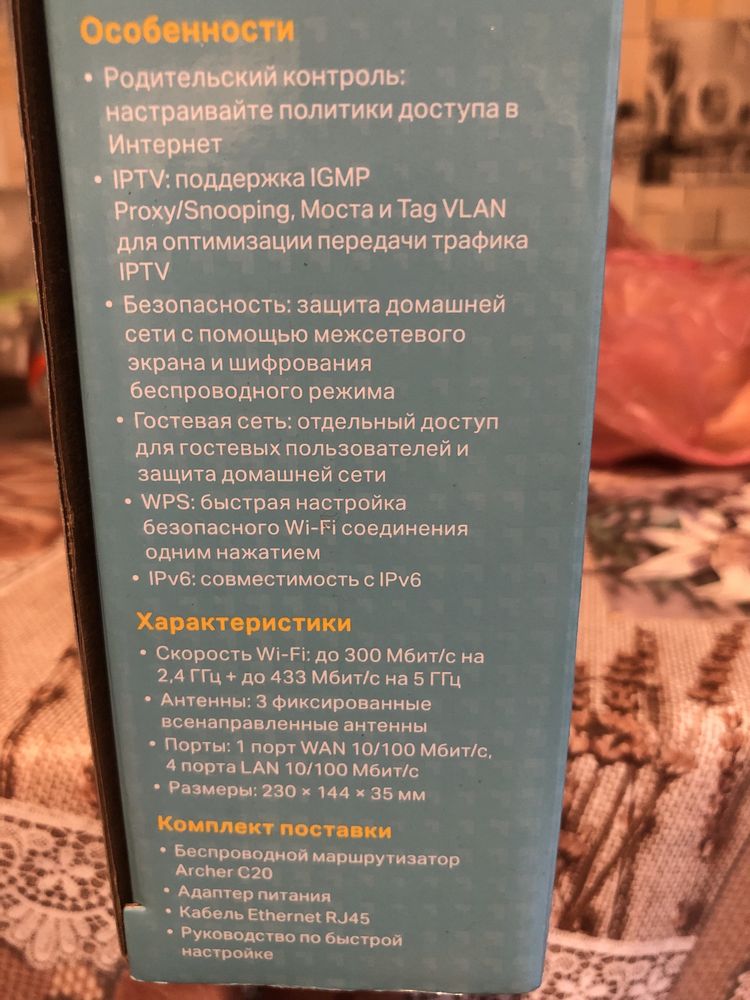 Особенности
• Родительский контроль:
настраивайте политики доступа в
Интернет
• IPTV: поддержка IGMP
Proxy/Snooping, Моста и Tag VLAN
для оптимизации передачи трафика
IPTV
• Безопасность: защита домашней
сети с помощью межсетевого
экрана и шифрования
беспроводного режима
• Гостевая сеть: отдельный доступ
для гостевых пользователей и
защита домашней сети
• WPS: быстрая настройка
безопасного Wi-Fi соединения
одним нажатием
• IPv6: совместимость с IPv6
Характеристики
• Скорость Wi-Fi: до 300 Мбит/с на
2,4 ГГц + до 433 Мбит/с на 5 ГГц
• Антенны: 3 фиксированные
всенаправленные антенны
• Порты: 1 порт WAN 10/100 Мбит/с,
4 порта LAN 10/100 Мбит/с
• Размеры: 230 × 144 × 35 мм
Комплект поставки
• Беспроводной маршрутизатор
Archer C20
• Адаптер питания
• Кабель Ethernet RJ45
• Руководство по быстрой
настройке